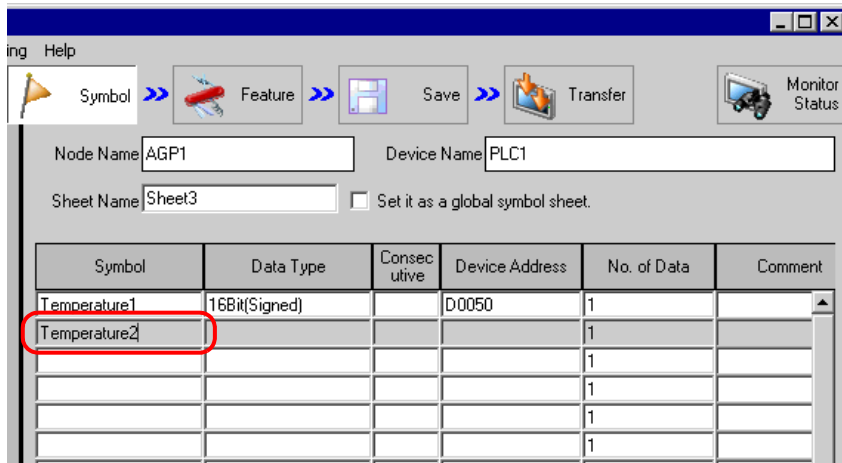 ing Help
Symbol Feature Save Transfer Monitor Status
Node Name AGP1 Device Name PLC1
Sheet Name Sheet3 Set it as a global symbol sheet.
Symbol Data Type Consecutive Device Address No. of Data Comment
Temperature1 16Bit(Signed) D0050 1
Temperature2 1
1
1
1
1